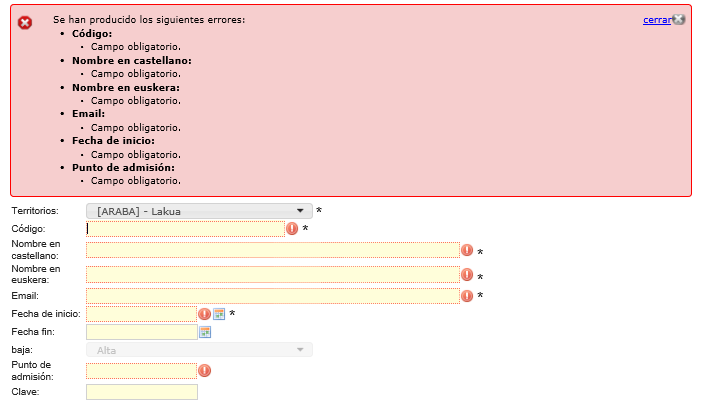 Se han producido los siguientes errores:
cerrar
Código:
Campo obligatorio.
Nombre en castellano:
Campo obligatorio.
Nombre en euskera:
Campo obligatorio.
Email:
Campo obligatorio.
Fecha de inicio:
Campo obligatorio.
Punto de admisión:
Campo obligatorio.
Territorios: [ARABA] - Lakua *
Código: *
Nombre en
castellano: *
Nombre en
euskera: *
Email: *
Fecha de inicio: *
Fecha fin:
baja: Alta
Punto de
admisión:
Clave: